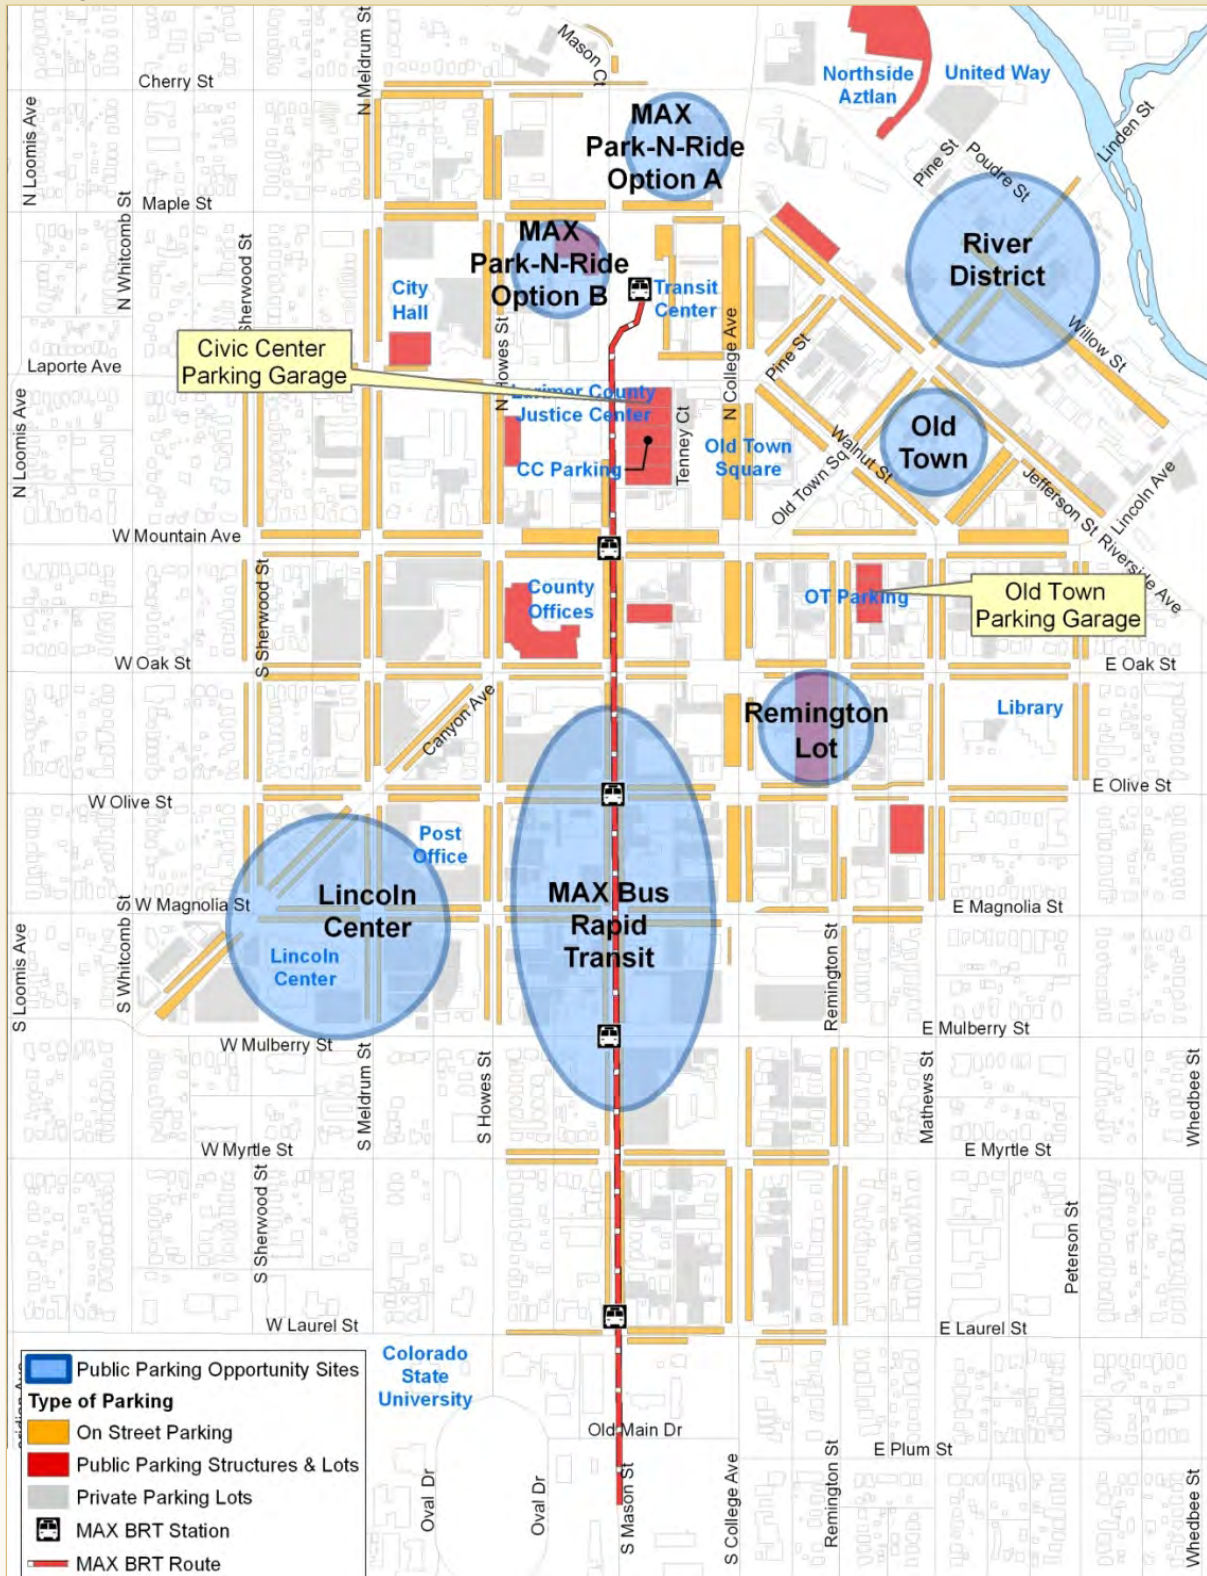 Mason Ct
N Meldrum St
Cherry St
Northside
Aztlan
United Way
N Loomis Ave
MAX
Park-N-Ride
Option A
Linden St
Pine St
Poudre St
N Whitcomb St
Maple St
MAX
Park-N-Ride
Option B
River
District
Sherwood St
City
Hall
Transit
Center
N College Ave
Willow St
Civic Center
Parking Garage
N Howes St
Pine St
Laporte Ave
Larimer County
Justice Center
N Loomis Ave
Old
Town
CC Parking
Tenney Ct
Old Town
Square
Walnut St
Old Town Sq
Jefferson St
Lincoln Ave
W Mountain Ave
Riverside Ave
S Sherwood St
County
Offices
OT Parking
Old Town
Parking Garage
W Oak St
E Oak St
Canyon Ave
Remington
Lot
Library
W Olive St
E Olive St
Post
Office
Lincoln
Center
MAX Bus
Rapid
Transit
W Magnolia St
E Magnolia St
S Whitcomb St
S Loomis Ave
Lincoln
Center
Remington St
W Mulberry St
E Mulberry St
S Meldrum St
S Howes St
Mathews St
Whedbee St
W Myrtle St
E Myrtle St
S Sherwood St
Peterson St
W Laurel St
E Laurel St
Colorado
State
University
Public Parking Opportunity Sites
Type of Parking
On Street Parking
Public Parking Structures & Lots
Private Parking Lots
MAX BRT Station
MAX BRT Route
Old Main Dr
E Plum St
Oval Dr
Oval Dr
S Mason St
S College Ave
Remington St
Whedbee St